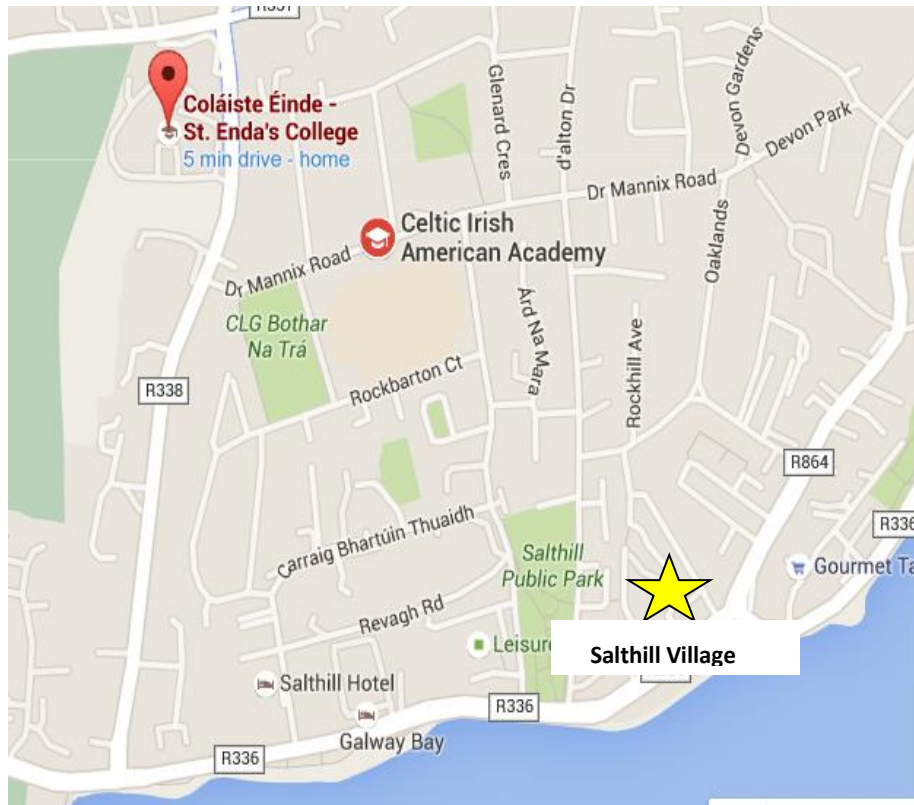 R351
Coláiste Éinde -
St. Enda's College
5 min drive - home
Glenard Cres
d'alton Dr
Devon Gardens
Devon Park
Dr Mannix Road
Celtic Irish
American Academy
Oaklands
Dr Mannix Road
CLG Bothar
Na Trá
Árd Na Mara
Rockhill Ave
Rockbarton Ct
R338
R864
R336
Carraig Bhartúin Thuaidh
Salthill
Public Park
Gourmet Ta
Revagh Rd
Leisur
Salthill Village
Salthill Hotel
R336
Galway Bay
R336